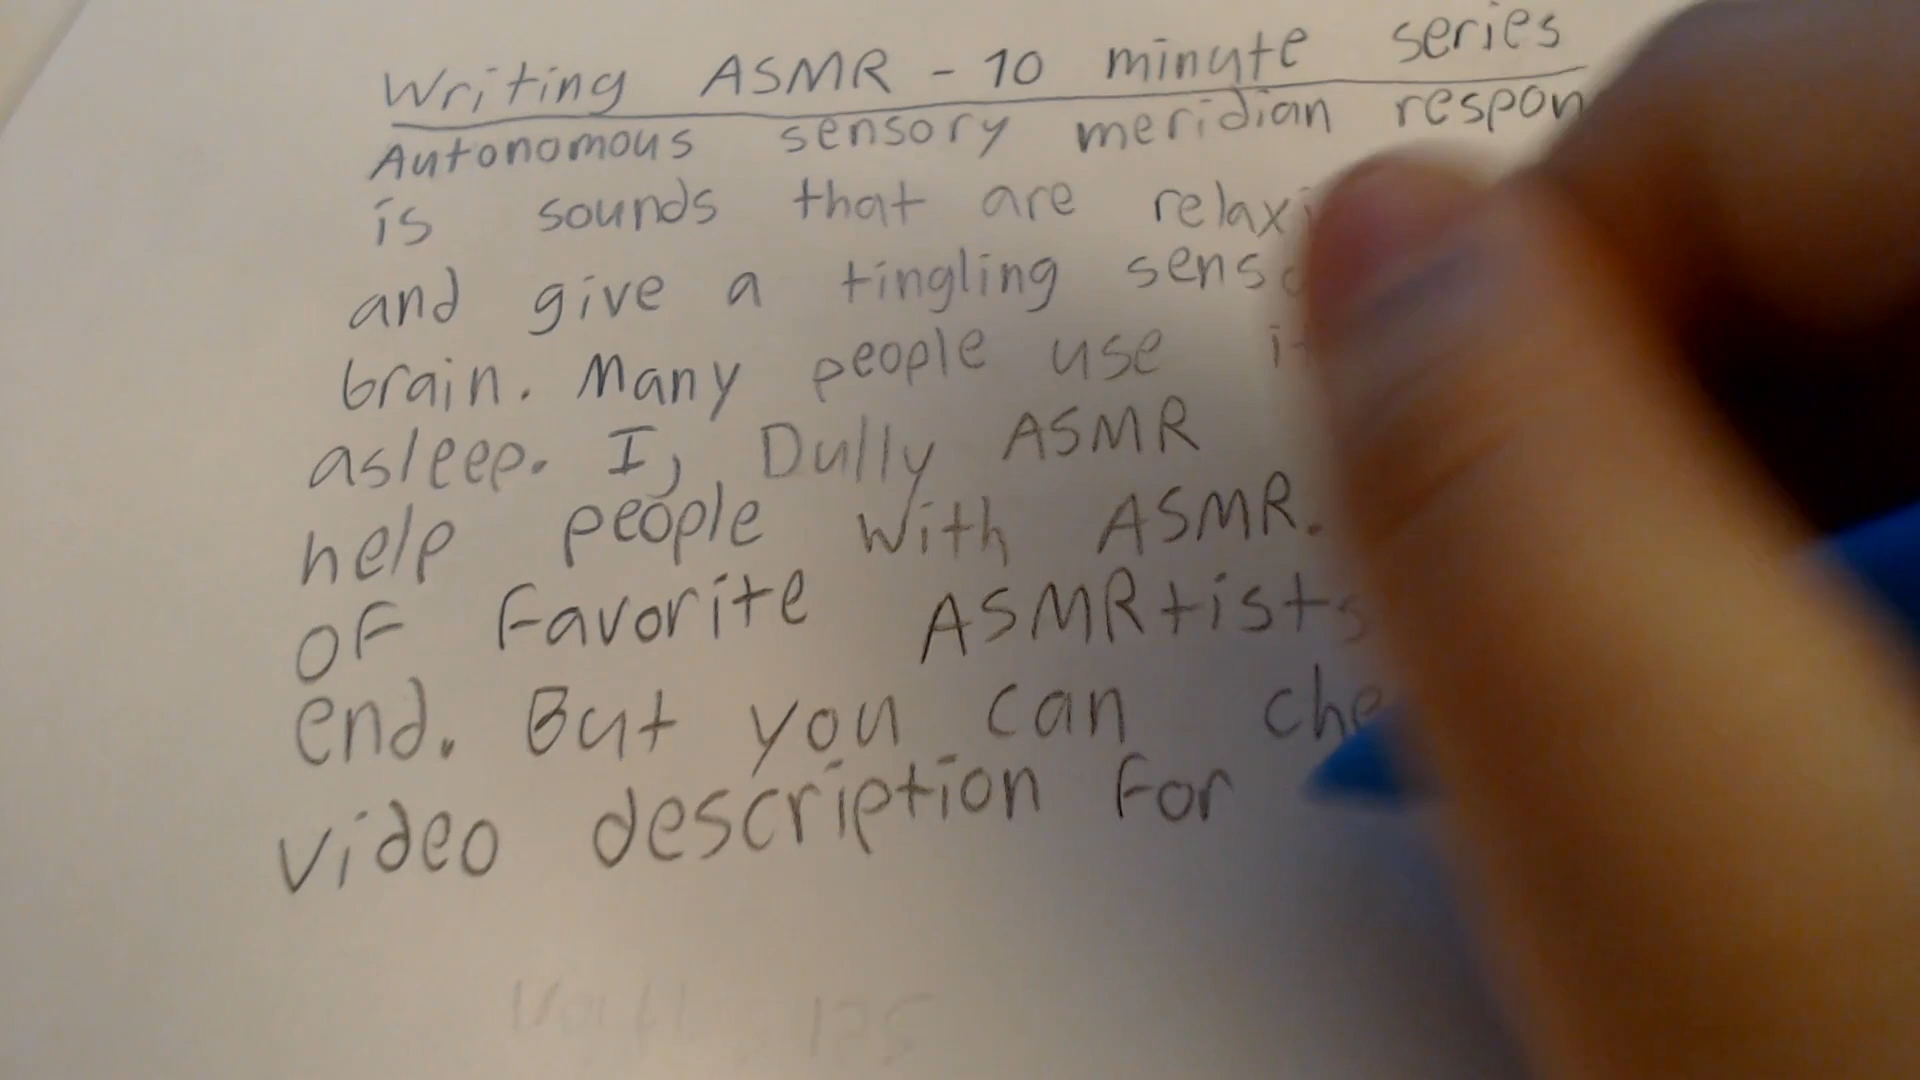 Writing ASMR - 10 minute series
Autonomous sensory meridian respon
is sounds that are relaxi
and give a tingling sens
brain. Many people use it
asleep. I, Dully ASMR
help people with ASMR.
of favorite ASMRtists
end. But you can che
video description for